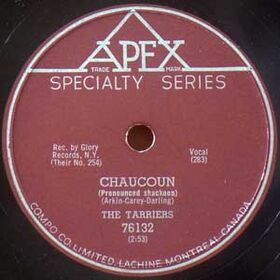 APEX
TRADE MARK
SPECIALTY SERIES
CHAUCOUN
(Pronounced shackoon)
(Arkin-Carey-Darling)
Rec. by Glory
Records, N.Y.
(Their No. 254)
Vocal
(283)
THE TARRIERS
76132
(2:53)
COMPO CO. LIMITED, LACHINE, MONTREAL, CANADA